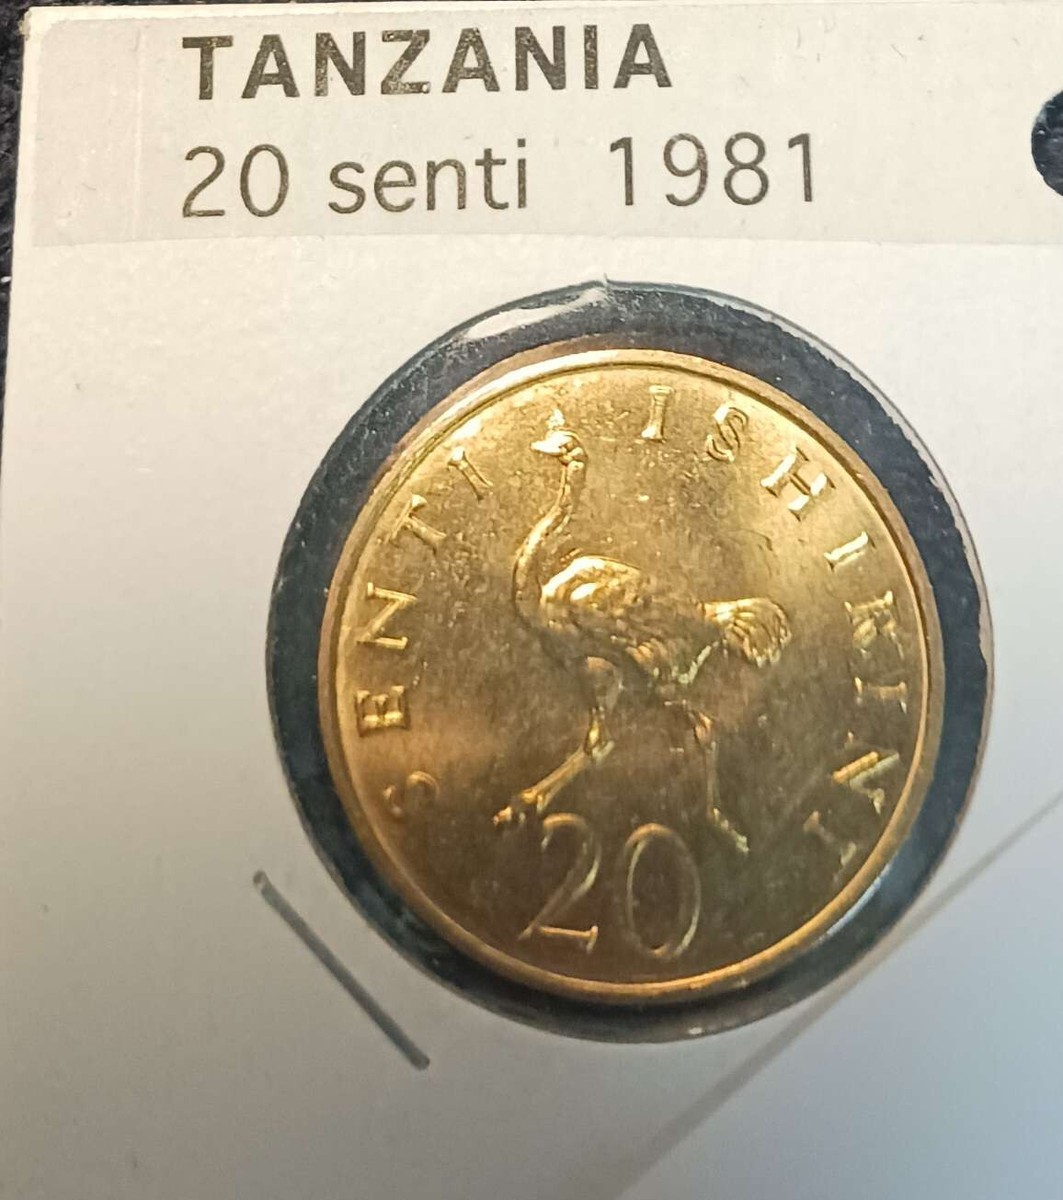 TANZANIA
20 senti 1981
SENTI ISHIRINI
20